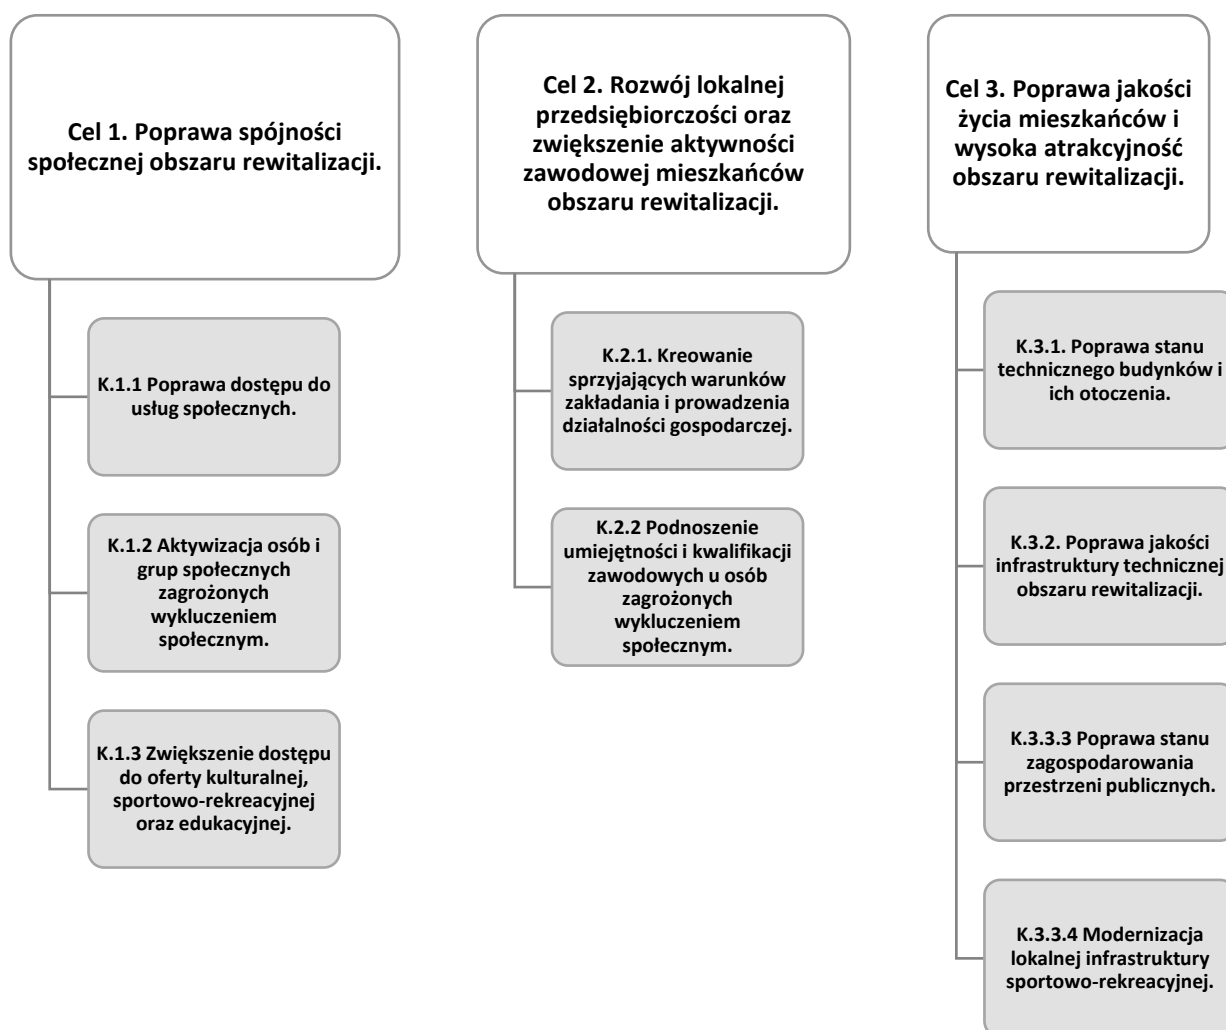 Cel 1. Poprawa spójności
społecznej obszaru rewitalizacji.
K.1.1 Poprawa dostępu do
usług społecznych.
K.1.2 Aktywizacja osób i
grup społecznych
zagrożonych
wykluczeniem
społecznym.
K.1.3 Zwiększenie dostępu
do oferty kulturalnej,
sportowo-rekreacyjnej
oraz edukacyjnej.
Cel 2. Rozwój lokalnej
przedsiębiorczości oraz
zwiększenie aktywności
zawodowej mieszkańców
obszaru rewitalizacji.
K.2.1. Kreowanie
sprzyjających warunków
zakładania i prowadzenia
działalności gospodarczej.
K.2.2 Podnoszenie
umiejętności i kwalifikacji
zawodowych u osób
zagrożonych
wykluczeniem
społecznym.
Cel 3. Poprawa jakości
życia mieszkańców i
wysoka atrakcyjność
obszaru rewitalizacji.
K.3.1. Poprawa stanu
technicznego budynków i
ich otoczenia.
K.3.2. Poprawa jakości
infrastruktury technicznej
obszaru rewitalizacji.
K.3.3.3 Poprawa stanu
zagospodarowania
przestrzeni publicznych.
K.3.3.4 Modernizacja
lokalnej infrastruktury
sportowo-rekreacyjnej.